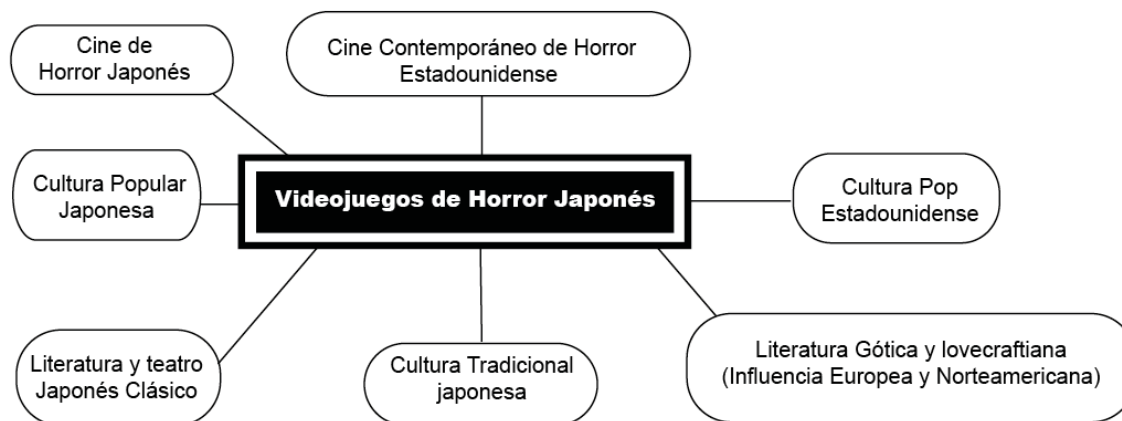 Cine de
Horror Japonés
Cine Contemporáneo de Horror
Estadounidense
Cultura Popular
Japonesa
Videojuegos de Horror Japonés
Cultura Pop
Estadounidense
Literatura y teatro
Japonés Clásico
Cultura Tradicional
japonesa
Literatura Gótica y lovecraftiana
(Influencia Europea y Norteamericana)